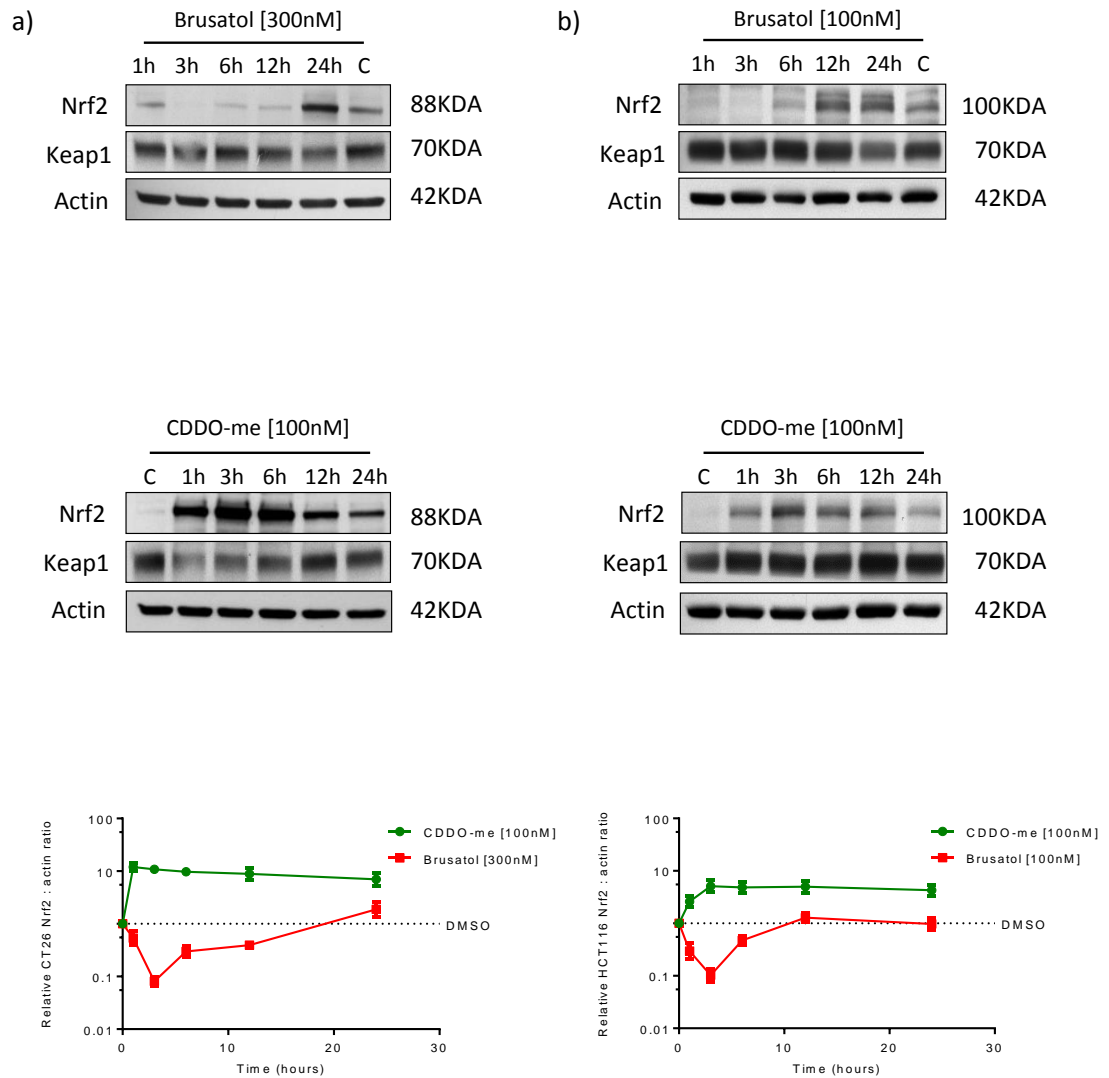 a)
Brusatol [300nM]
1h 3h 6h 12h 24h C
Nrf2 88KDA
Keap1 70KDA
Actin 42KDA
b)
Brusatol [100nM]
1h 3h 6h 12h 24h C
Nrf2 100KDA
Keap1 70KDA
Actin 42KDA
CDDO-me [100nM]
C 1h 3h 6h 12h 24h
Nrf2 88KDA
Keap1 70KDA
Actin 42KDA
CDDO-me [100nM]
C 1h 3h 6h 12h 24h
Nrf2 100KDA
Keap1 70KDA
Actin 42KDA
Relative CT26 Nrf2 : actin ratio
100
10
0.1
0.01
0 10 20 30
Time (hours)
CDDO-me [100nM]
Brusatol [300nM]
DMSO
Relative HCT116 Nrf2 : actin ratio
100
10
0.1
0.01
0 10 20 30
Time (hours)
CDDO-me [100nM]
Brusatol [100nM]
DMSO